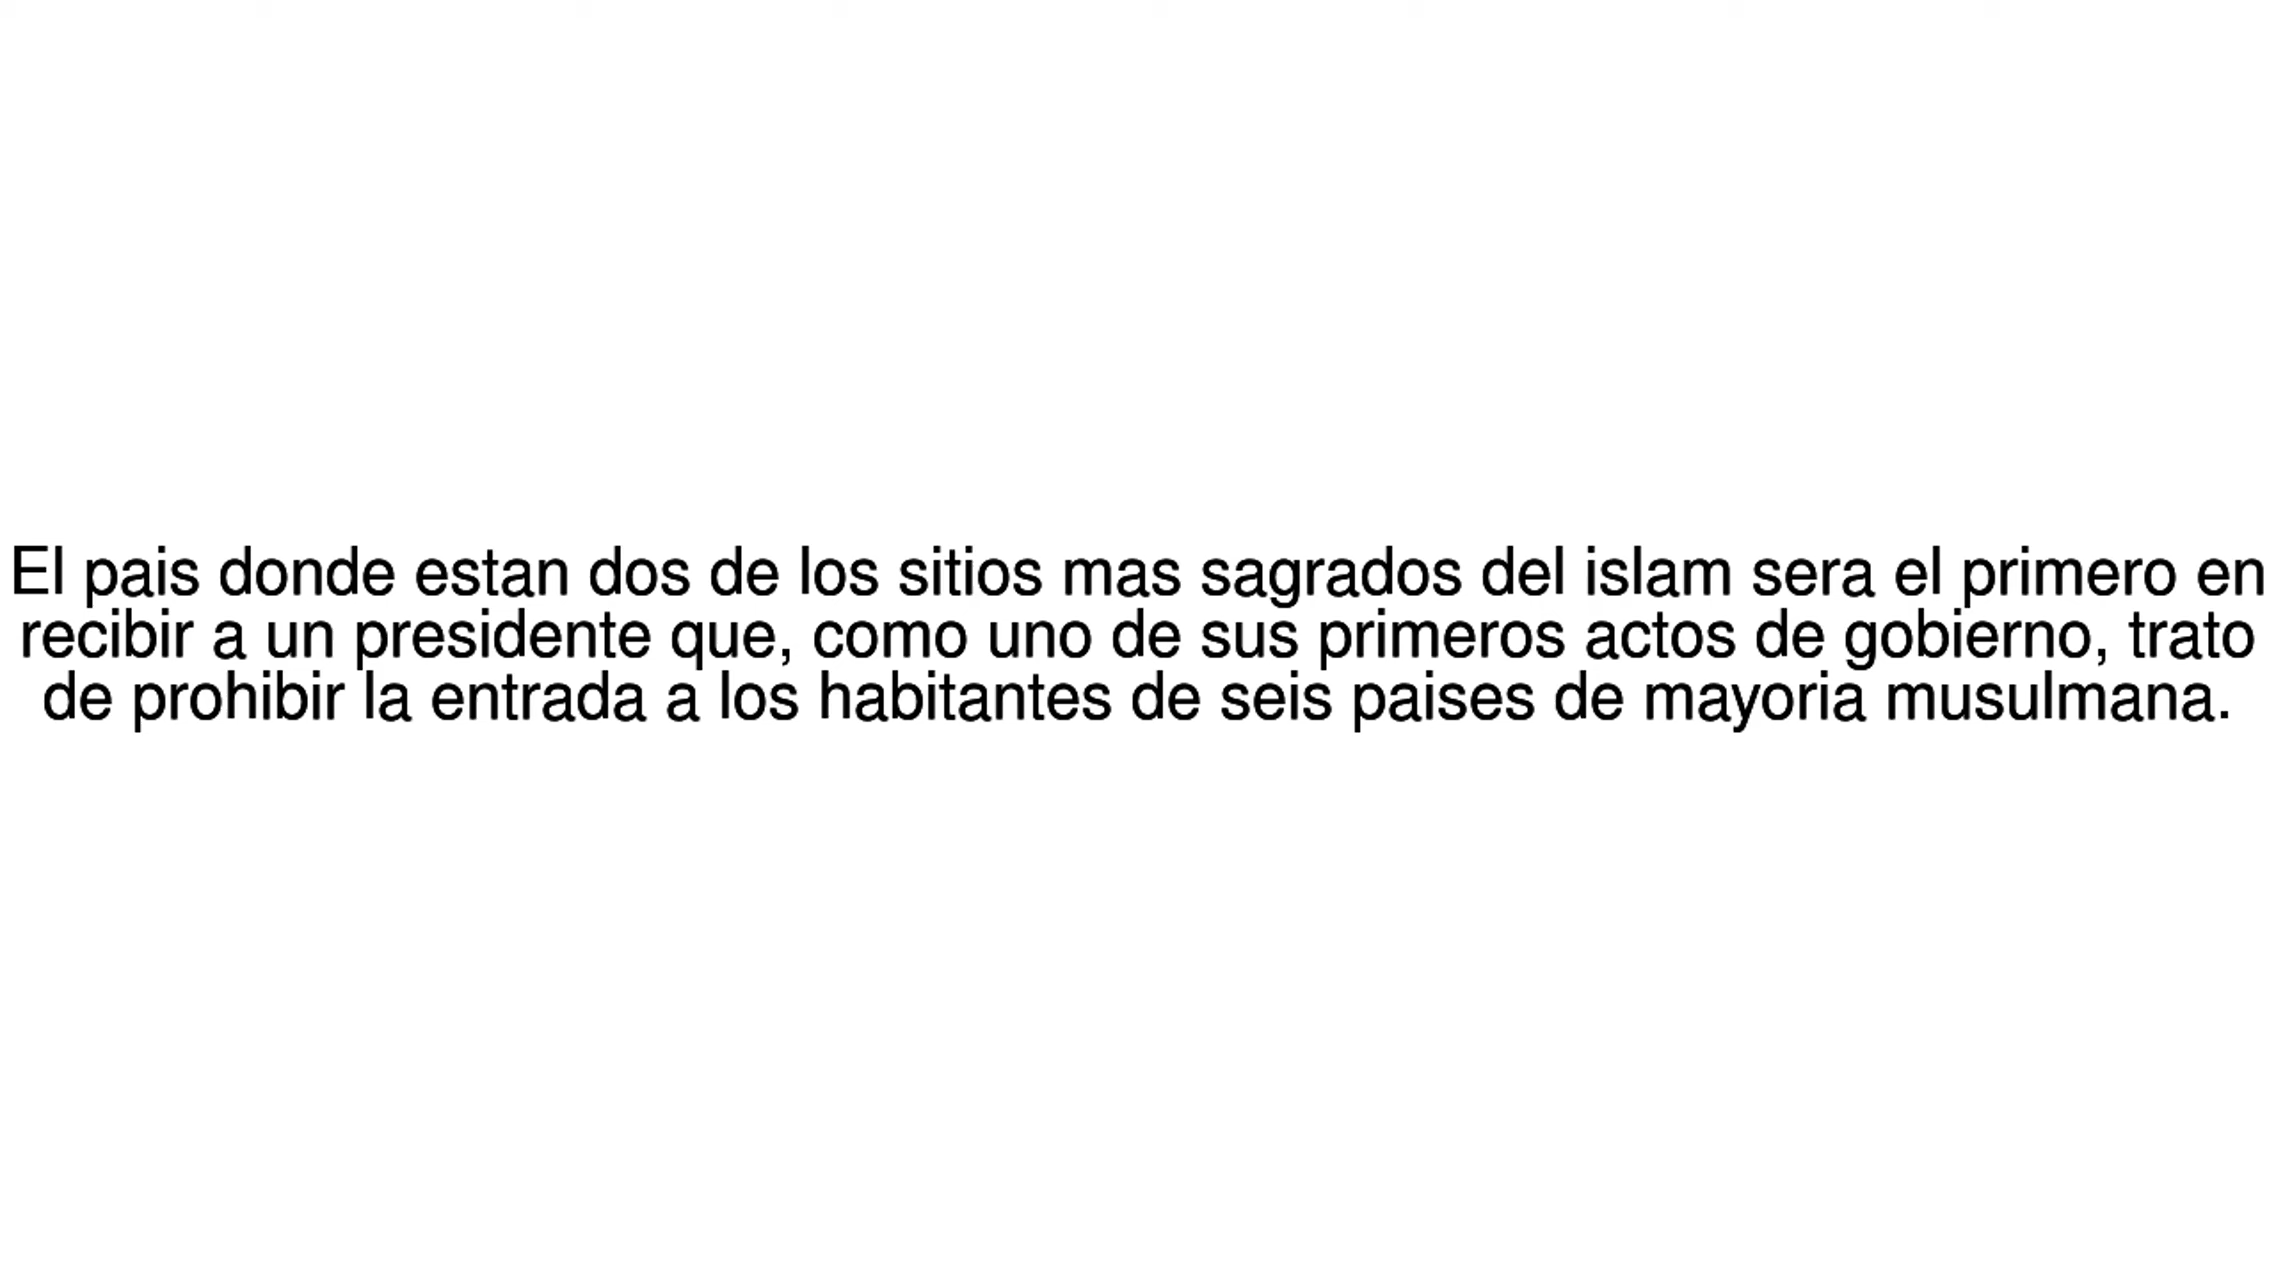 El pais donde estan dos de los sitios mas sagrados del islam sera el primero en
recibir a un presidente que, como uno de sus primeros actos de gobierno, trato
de prohibir la entrada a los habitantes de seis paises de mayoria musulmana.